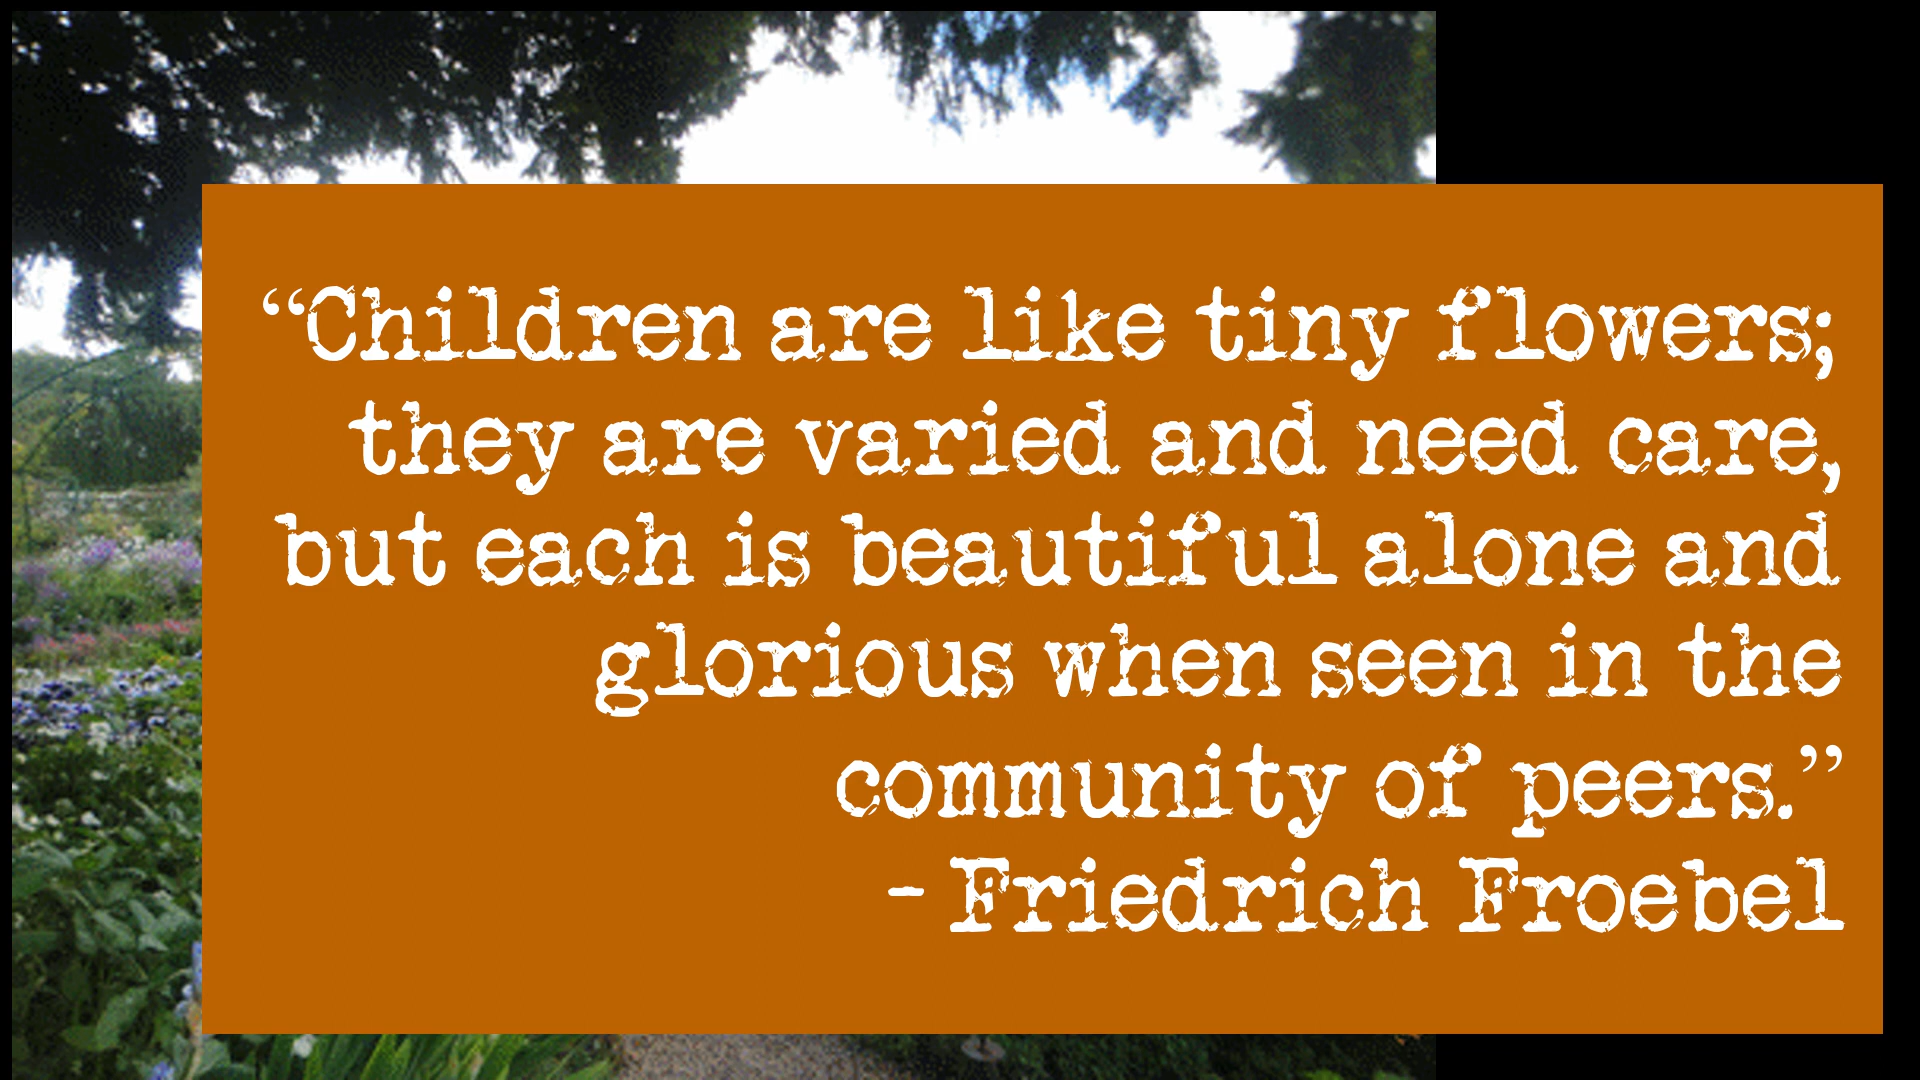 “Children are like tiny flowers;
they are varied and need care,
but each is beautiful alone and
glorious when seen in the
community of peers.”
- Friedrich Froebel